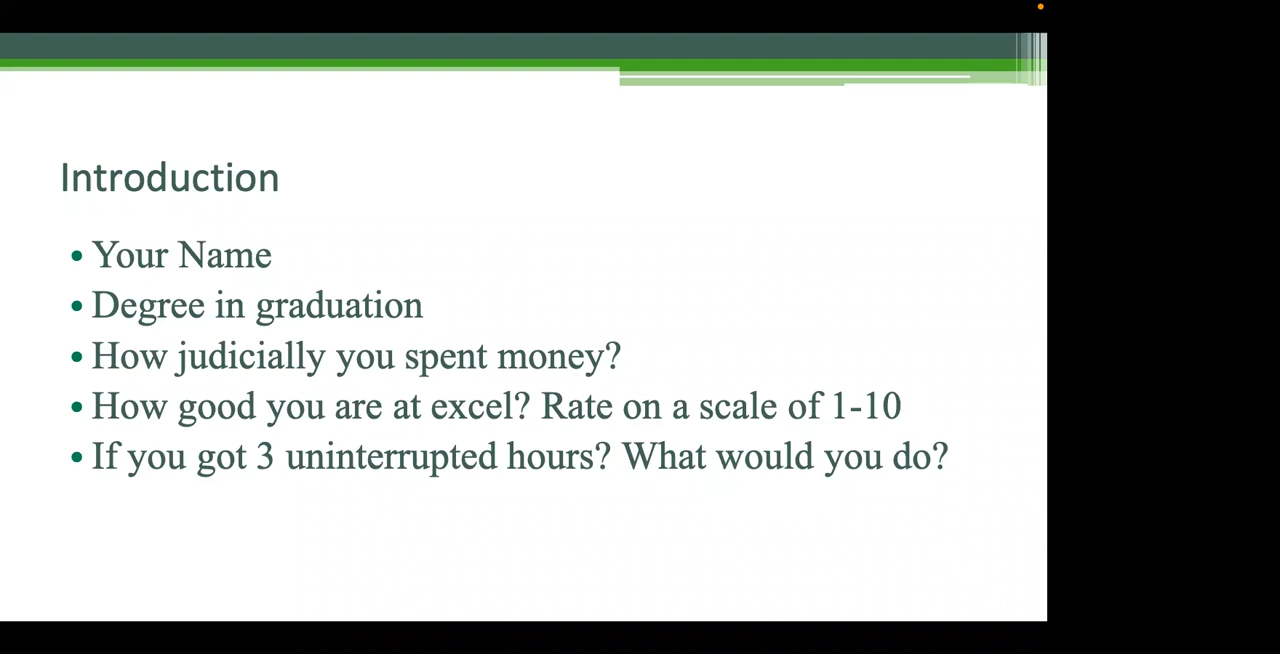 Introduction
• Your Name
• Degree in graduation
• How judicially you spent money?
• How good you are at excel? Rate on a scale of 1-10
• If you got 3 uninterrupted hours? What would you do?